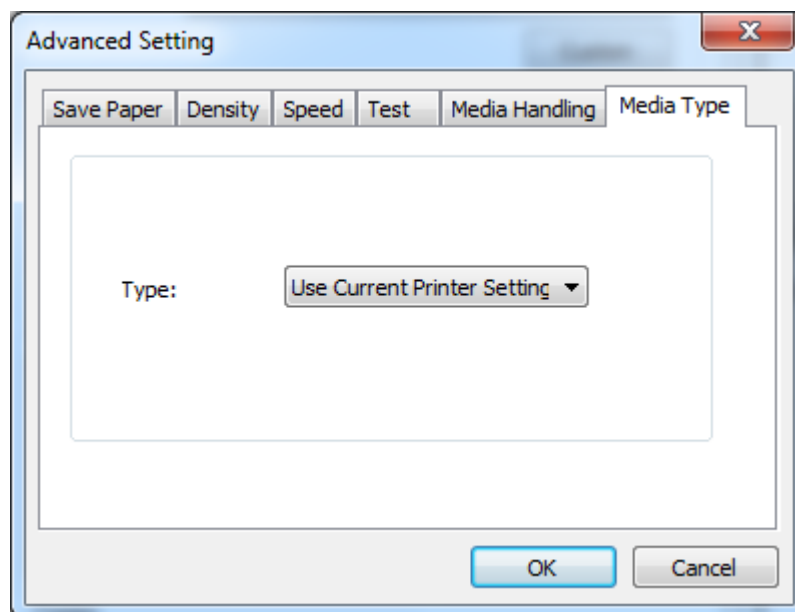 Advanced Setting
Save Paper Density Speed Test Media Handling Media Type
Type: Use Current Printer Setting
OK Cancel